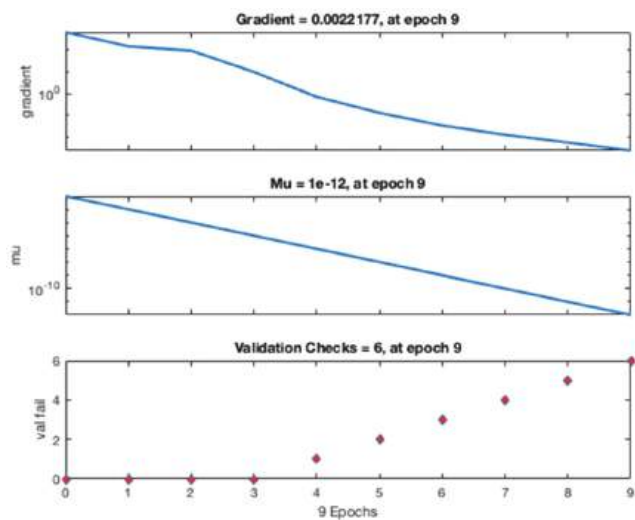 Gradient = 0.0022177, at epoch 9
gradient
10⁰
Mu = 1e-12, at epoch 9
mu
10⁻¹⁰
Validation Checks = 6, at epoch 9
val fail
6
4
2
0
0 1 2 3 4 5 6 7 8 9
9 Epochs